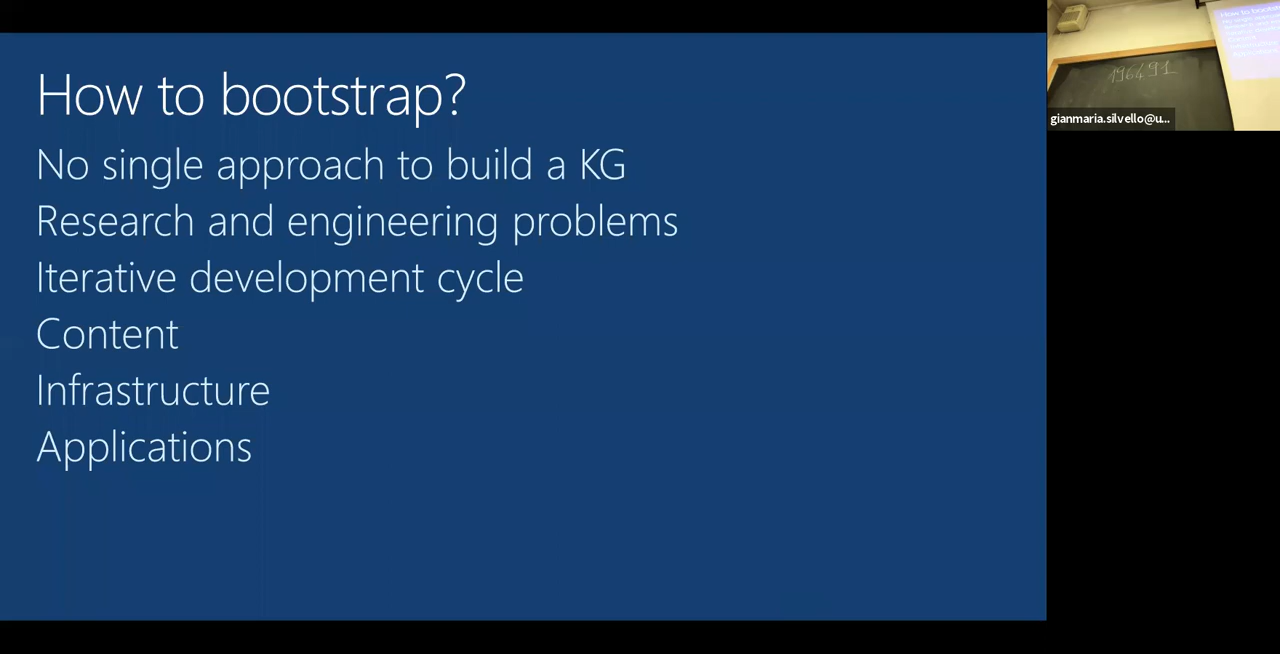 How to bootstrap?
No single approach to build a KG
Research and engineering problems
Iterative development cycle
Content
Infrastructure
Applications
196491
gianmaria.silvello@u...